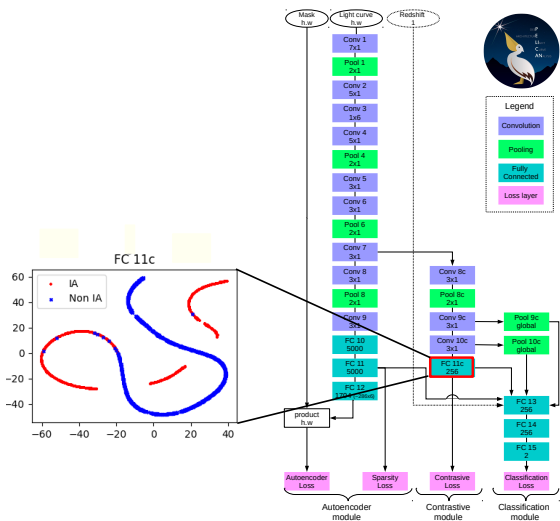 Mask
h.w
Light curve
h.w
Redshift
1
Conv 1
7x1
Pool 1
2x1
Conv 2
5x1
Conv 3
1x6
Conv 4
5x1
Pool 4
2x1
Conv 5
3x1
Conv 6
3x1
Pool 6
2x1
Conv 7
3x1
Conv 8
3x1
Pool 8
2x1
Conv 9
3x1
FC 10
5000
FC 11
5000
FC 12
product
h.w
Conv 8c
3x1
Pool 8c
2x1
Conv 9c
3x1
Conv 10c
3x1
FC 11c
256
Pool 9c
global
Pool 10c
global
FC 13
256
FC 14
256
FC 15
2
Autoencoder
Loss
Sparsity
Loss
Contrasive
Loss
Classification
Loss
Autoencoder
module
Contrastive
module
Classification
module
P
E
L
I
C
AN
Legend
Convolution
Pooling
Fully
Connected
Loss layer
FC 11c
IA
Non IA
60
40
20
0
−20
−40
−60
−40
−20
0
20
40